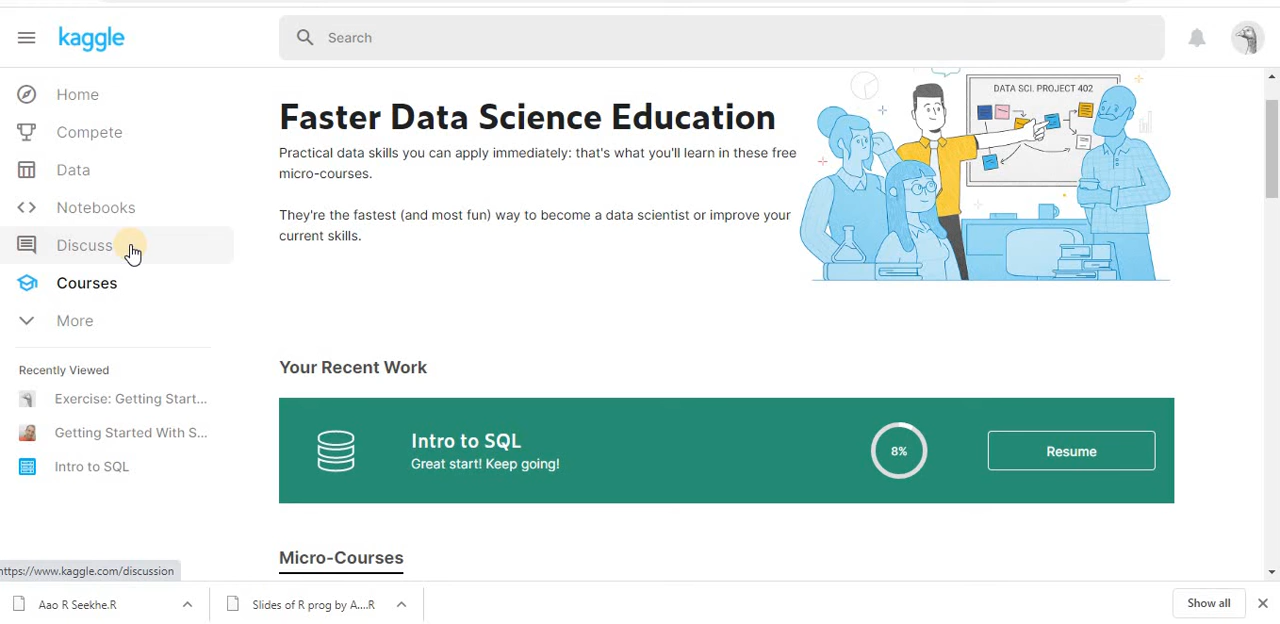 kaggle
Search
Home
Compete
Data
Notebooks
Discuss
Courses
More
Recently Viewed
Exercise: Getting Start...
Getting Started With S...
Intro to SQL
Faster Data Science Education
Practical data skills you can apply immediately: that's what you'll learn in these free
micro-courses.
They're the fastest (and most fun) way to become a data scientist or improve your
current skills.
DATA SCI. PROJECT 402
Your Recent Work
Intro to SQL
Great start! Keep going!
8%
Resume
Micro-Courses
https://www.kaggle.com/discussion
Aao R Seekhe.R
Slides of R prog by A....R
Show all